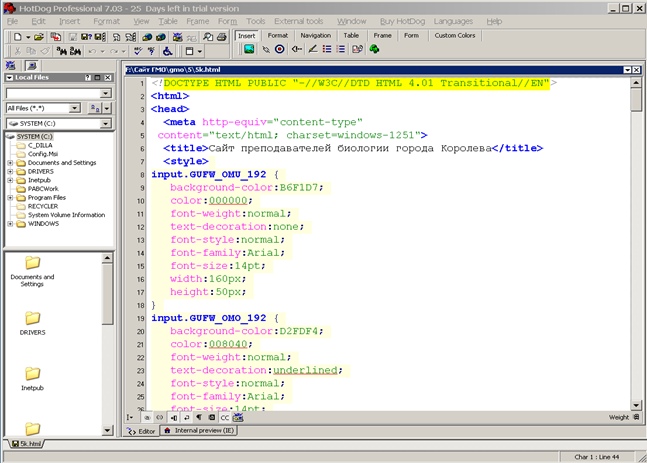 HotDog Professional 7.03 - 25 Days left in trial version
File Edit Insert Format View Table Frame Form Tools External tools Window Buy HotDog Languages Help
Insert Format Navigation Table Frame Form Custom Colors
Local Files
All Files (*.*)
SYSTEM (C:)
SYSTEM (C:)
C_DILLA
Config.Msi
Documents and Settings
DRIVERS
Inetpub
PABCWork
Program Files
RECYCLER
System Volume Information
WINDOWS
Documents and Settings
DRIVERS
Inetpub
F:\Сайт ГМО\gmo\5\5k.html
1 <!DOCTYPE HTML PUBLIC "-//W3C//DTD HTML 4.01 Transitional//EN">
2 <html>
3 <head>
4 <meta http-equiv="content-type"
5 content="text/html; charset=windows-1251">
6 <title>Сайт преподавателей биологии города Королева</title>
7 <style>
8 input.GUFW_OMU_192 {
9 background-color:B6F1D7;
10 color:000000;
11 font-weight:normal;
12 text-decoration:none;
13 font-style:normal;
14 font-family:Arial;
15 font-size:14pt;
16 width:160px;
17 height:50px;
18 }
19 input.GUFW_OMO_192 {
20 background-color:D2FDF4;
21 color:008040;
22 font-weight:normal;
23 text-decoration:underlined;
24 font-style:normal;
25 font-family:Arial;
26 font-size:14pt;
CC
Weight
Editor Internal preview (IE)
5k.html
Char 1 : Line 44